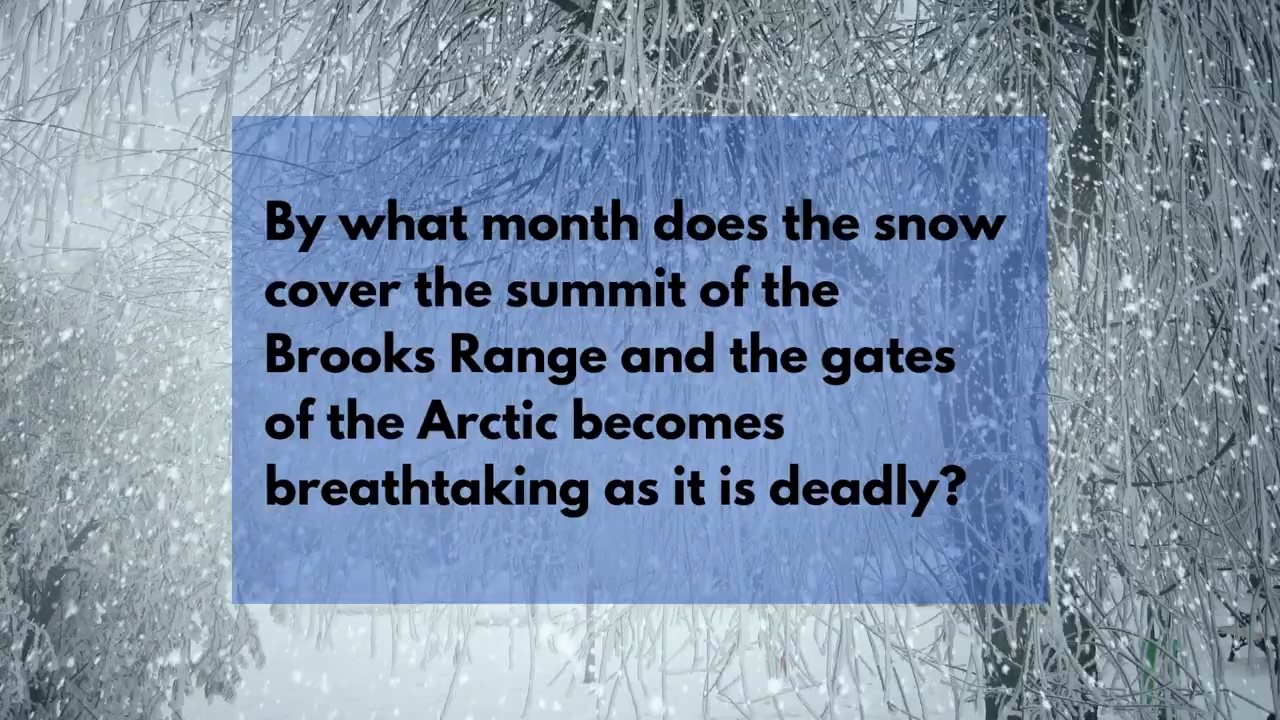 By what month does the snow
cover the summit of the
Brooks Range and the gates
of the Arctic becomes
breathtaking as it is deadly?